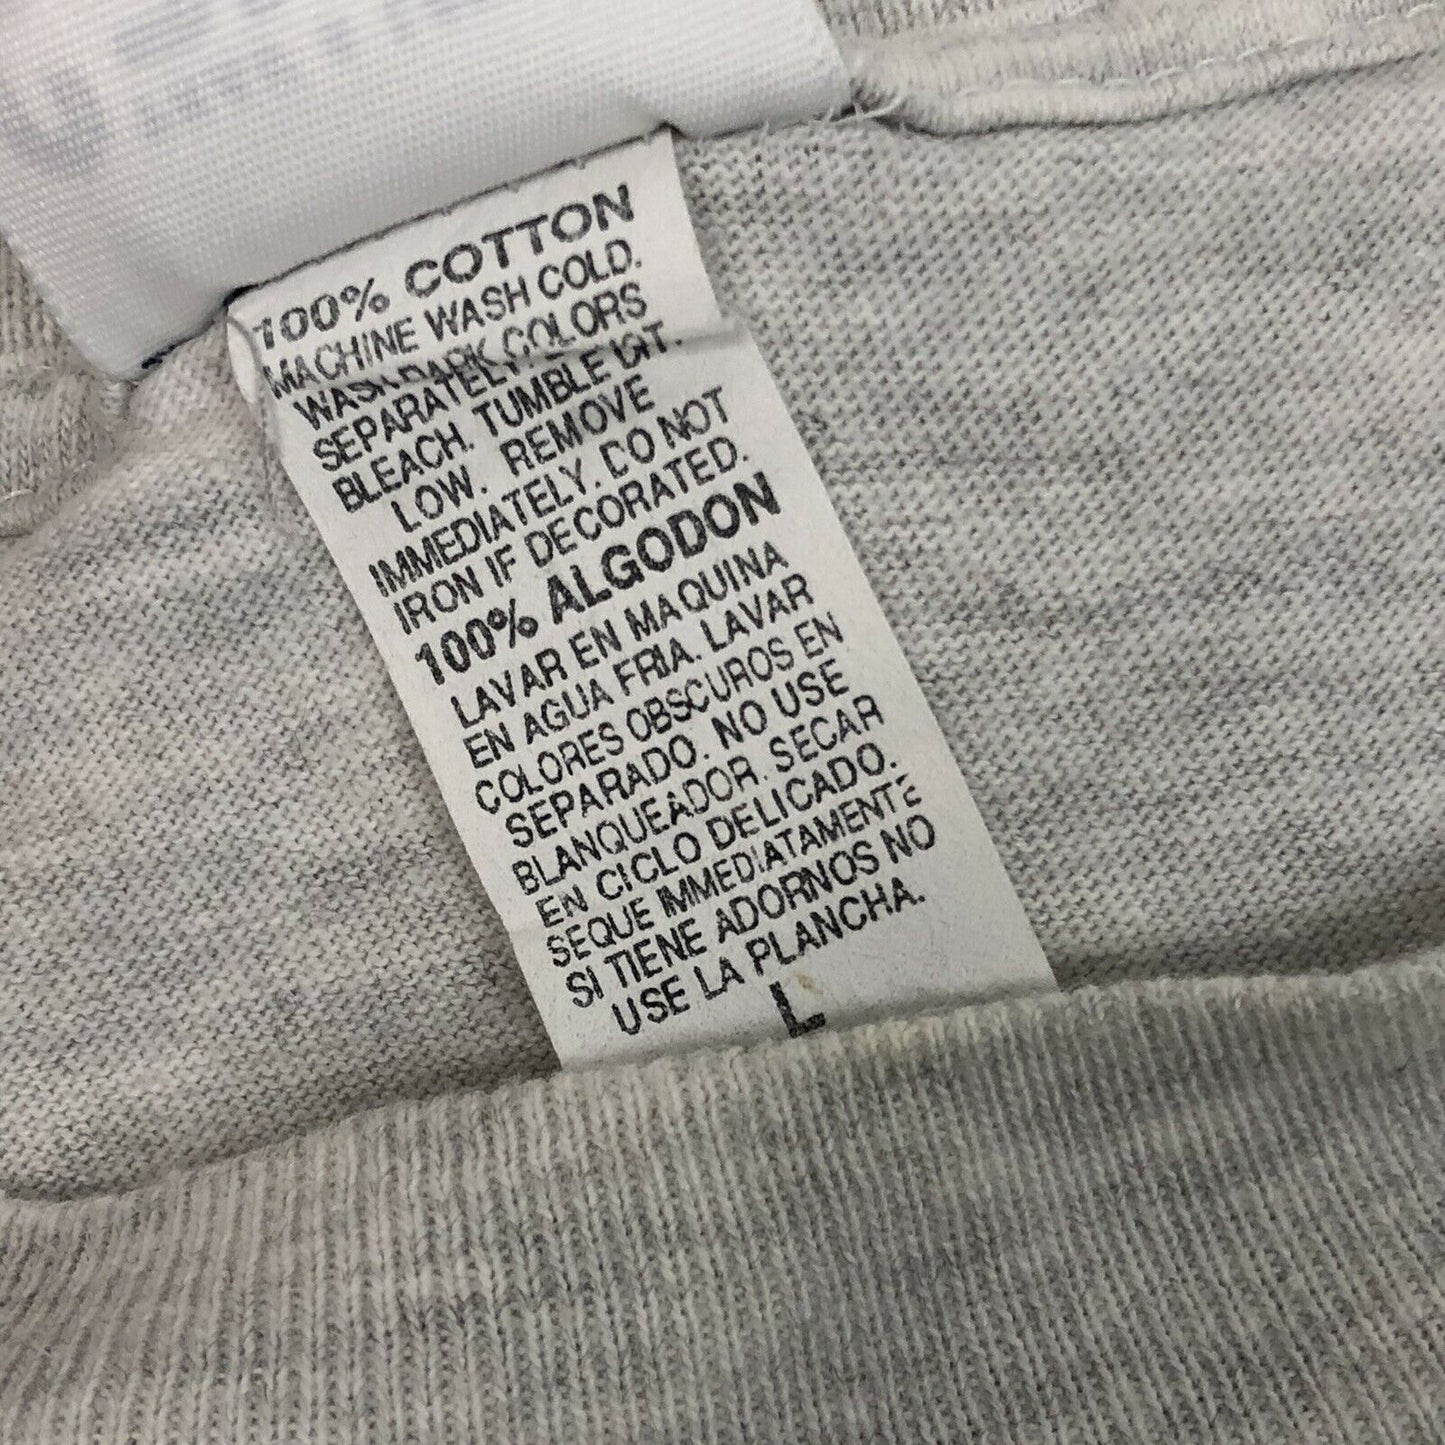 100% COTTON
MACHINE WASH COLD.
WASH DARK COLORS
SEPARATELY.
BLEACH. TUMBLE
LOW. REMOVE
IMMEDIATELY. DO NOT
IRON IF DECORATED.
100% ALGODON
LAVAR EN MAQUINA
EN AGUA FRIA. LAVAR
COLORES OBSCUROS EN
SEPARADO. NO USE
BLANQUEADOR. SECAR
EN CICLO DELICADO.
SEQUE IMMEDIATAMENTE
SI TIENE ADORNOS NO
USE LA PLANCHA.
L